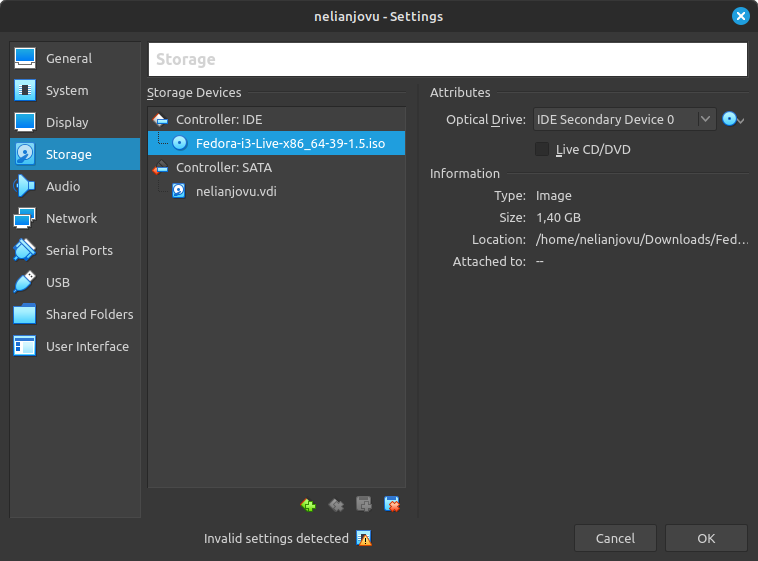 nelianjovu - Settings
General
System
Display
Storage
Audio
Network
Serial Ports
USB
Shared Folders
User Interface
Storage
Storage Devices
Controller: IDE
Fedora-i3-Live-x86_64-39-1.5.iso
Controller: SATA
nelianjovu.vdi
Attributes
Optical Drive: IDE Secondary Device 0
Live CD/DVD
Information
Type: Image
Size: 1,40 GB
Location: /home/nelianjovu/Downloads/Fed...
Attached to: --
Invalid settings detected
Cancel
OK